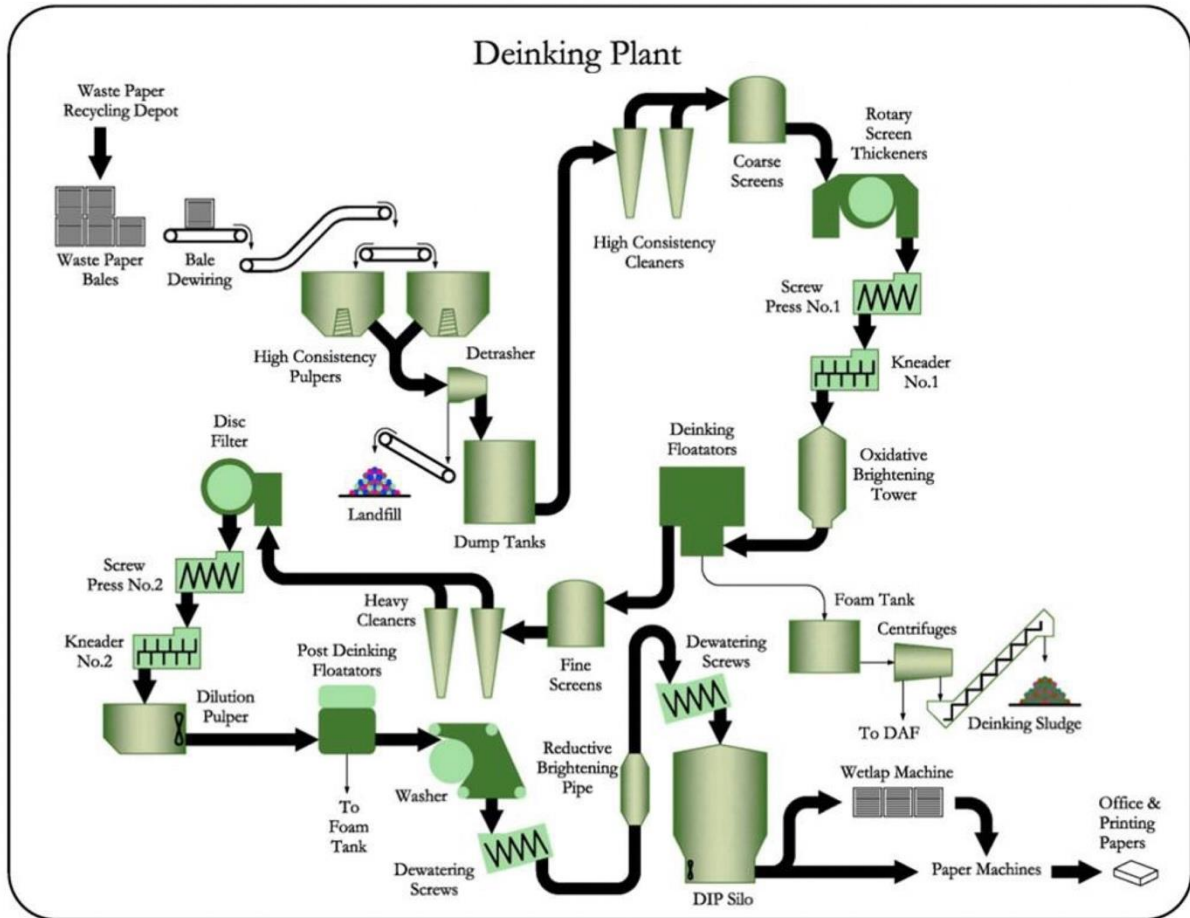 Deinking Plant
Waste Paper
Recycling Depot
Waste Paper
Bales
Bale
Dewiring
High Consistency
Pulpers
Detrasher
Landfill
Dump Tanks
High Consistency
Cleaners
Coarse
Screens
Rotary
Screen
Thickeners
Screw
Press No.1
Kneader
No.1
Oxidative
Brightening
Tower
Deinking
Floatators
Foam Tank
Centrifuges
To DAF
Deinking Sludge
Fine
Screens
Heavy
Cleaners
Disc
Filter
Screw
Press No.2
Kneader
No.2
Dilution
Pulper
Post Deinking
Floatators
To
Foam
Tank
Washer
Dewatering
Screws
Reductive
Brightening
Pipe
Dewatering
Screws
DIP Silo
Wetlap Machine
Paper Machines
Office &
Printing
Papers